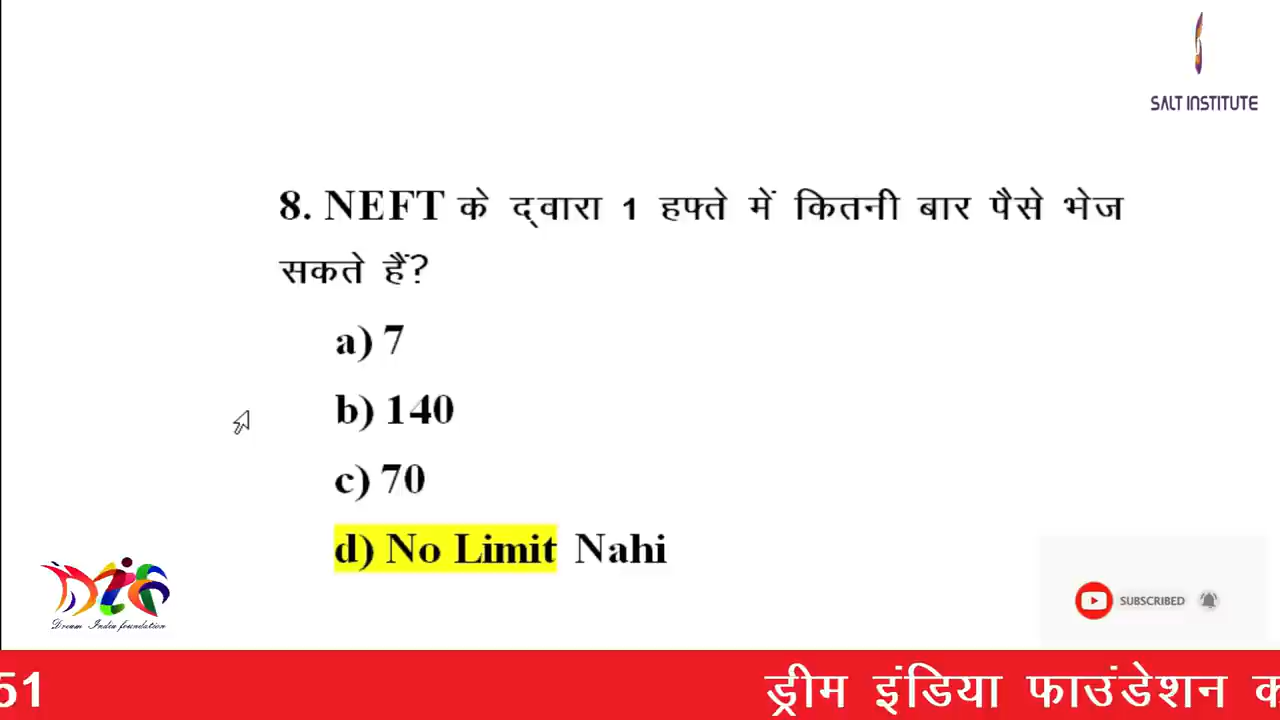 SALT INSTITUTE
8. NEFT के द्वारा 1 हफ्ते में कितनी बार पैसे भेज
सकते हैं?
a) 7
b) 140
c) 70
d) No Limit Nahi
Dream India foundation
SUBSCRIBED
51 ड्रीम इंडिया फाउंडेशन क